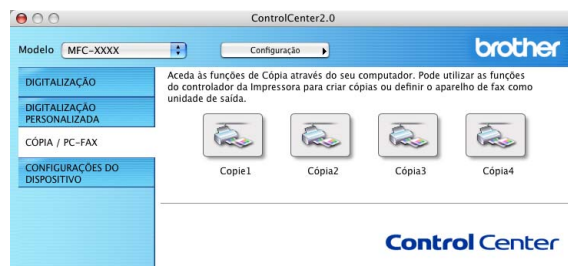 ControlCenter2.0
Modelo MFC-XXXX Configuração brother
DIGITALIZAÇÃO
DIGITALIZAÇÃO
PERSONALIZADA
CÓPIA / PC-FAX
CONFIGURAÇÕES DO
DISPOSITIVO
Aceda às funções de Cópia através do seu computador. Pode utilizar as funções
do controlador da Impressora para criar cópias ou definir o aparelho de fax como
unidade de saída.
Copie1 Cópia2 Cópia3 Cópia4
Control Center